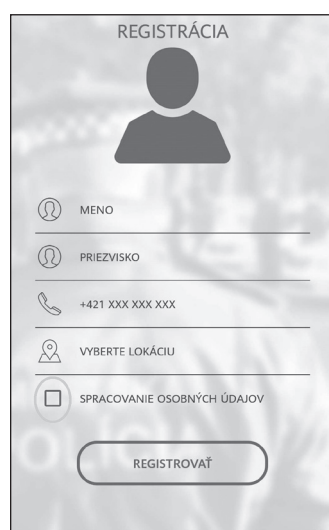 REGISTRÁCIA
MENO
PRIEZVISKO
+421 XXX XXX XXX
VYBERTE LOKÁCIU
SPRACOVANIE OSOBNÝCH ÚDAJOV
REGISTROVAŤ